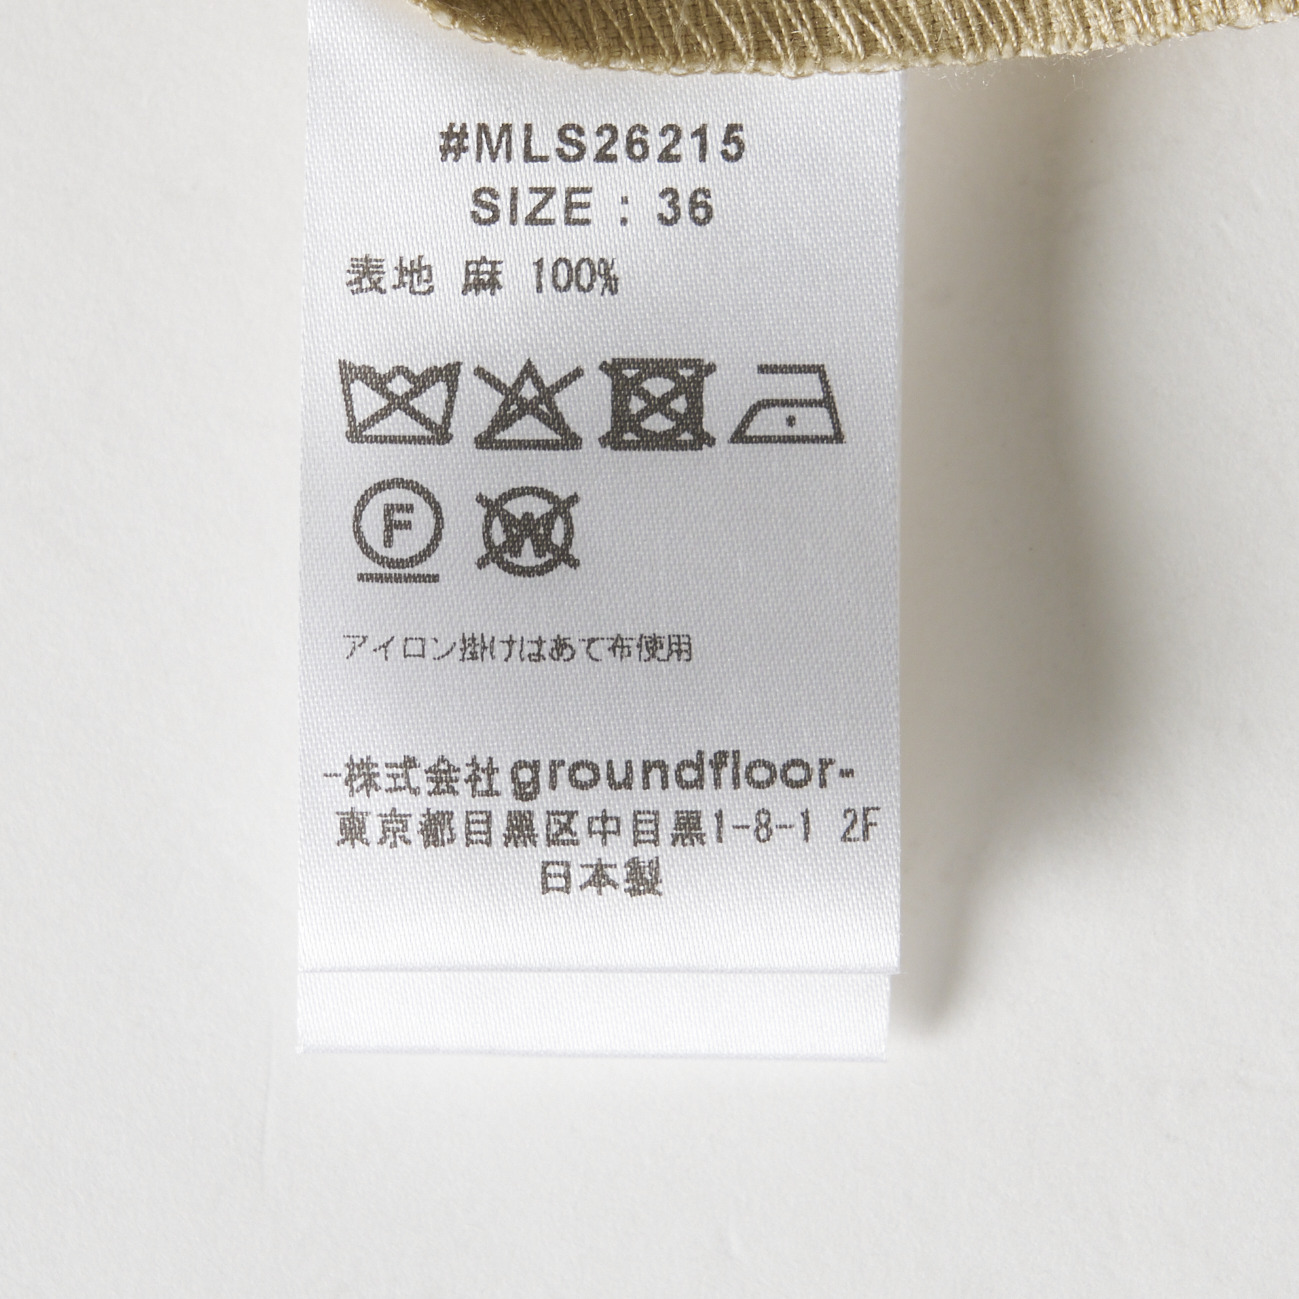 #MLS26215
SIZE : 36
表地 麻 100%
F
W
アイロン掛けはあて布使用
-株式会社groundfloor-
東京都目黒区中目黒1-8-1 2F
日本製